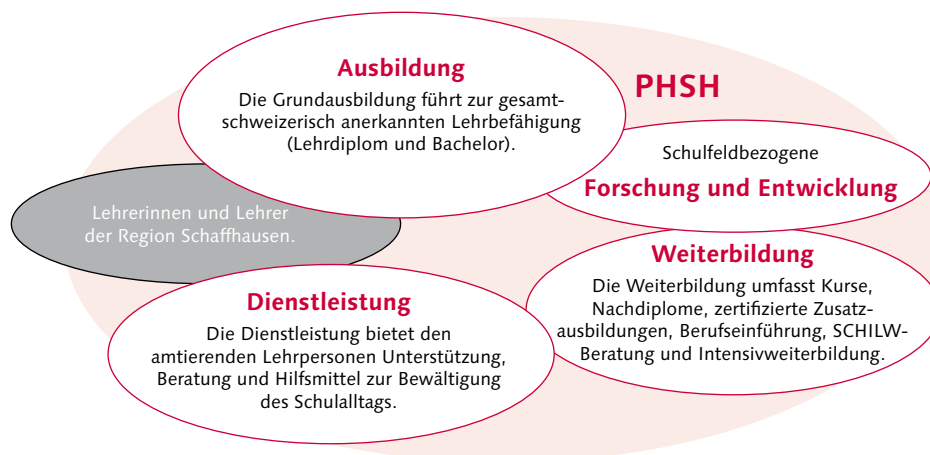 Ausbildung
Die Grundausbildung führt zur gesamt-
schweizerisch anerkannten Lehrbefähigung
(Lehrdiplom und Bachelor).
PHSH
Schulfeldbezogene
Forschung und Entwicklung
Lehrerinnen und Lehrer
der Region Schaffhausen.
Weiterbildung
Die Weiterbildung umfasst Kurse,
Nachdiplome, zertifizierte Zusatz-
ausbildungen, Berufseinführung, SCHILW-
Beratung und Intensivweiterbildung.
Dienstleistung
Die Dienstleistung bietet den
amtierenden Lehrpersonen Unterstützung,
Beratung und Hilfsmittel zur Bewältigung
des Schulalltags.